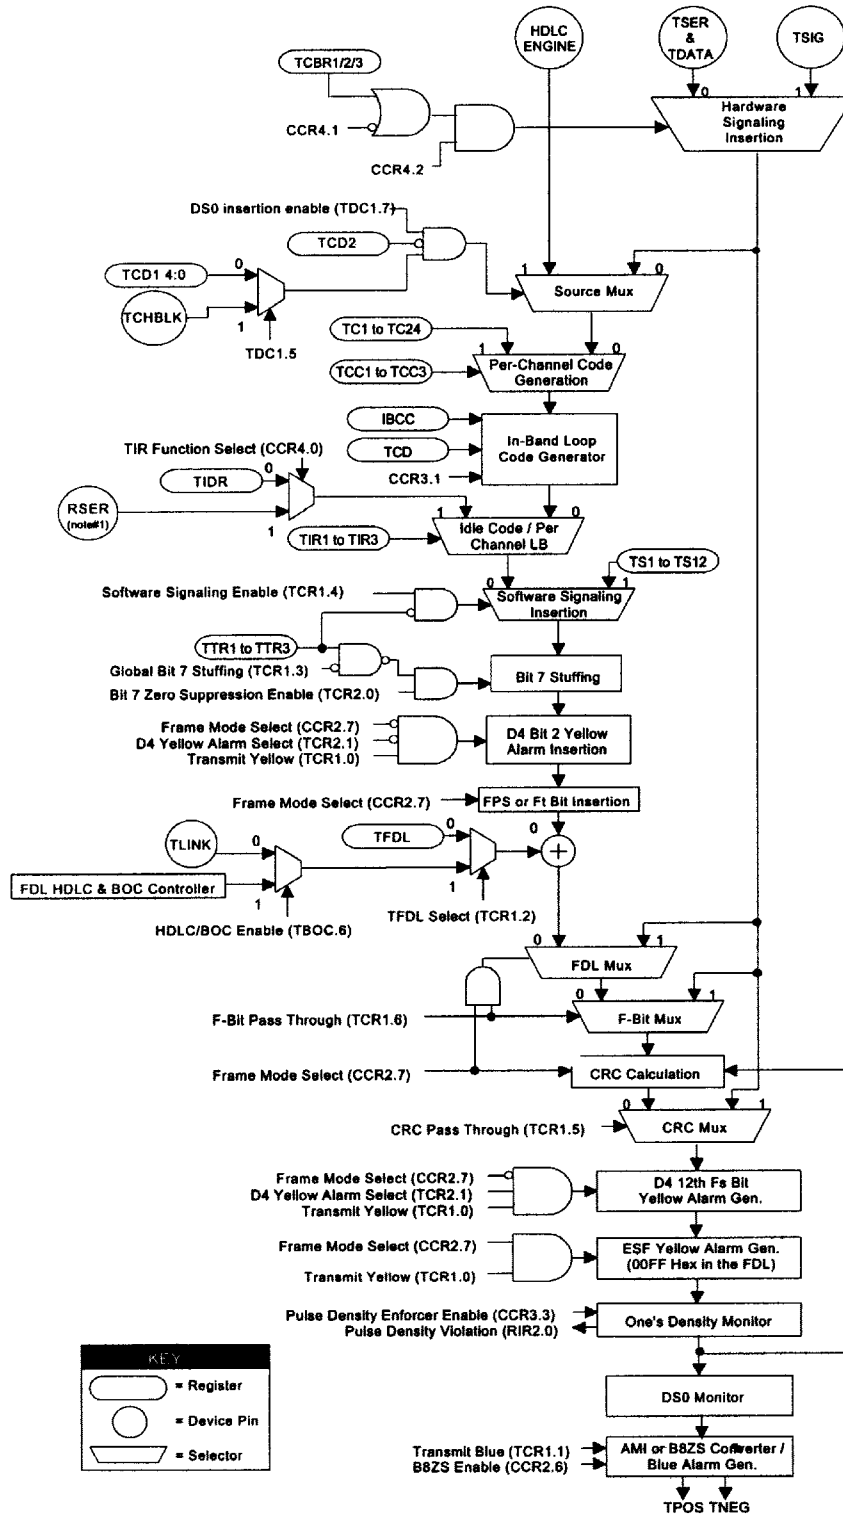 HDLC
ENGINE
TSER
&
TDATA
TSIG
TCBR1/2/3
0
1
Hardware
Signaling
Insertion
CCR4.1
CCR4.2
DS0 insertion enable (TDC1.7)
TCD2
TCD1 4:0
0
TCHBLK
1
TDC1.5
1
0
Source Mux
TC1 to TC24
1
0
TCC1 to TCC3
Per-Channel Code
Generation
IBCC
TCD
CCR3.1
In-Band Loop
Code Generator
TIR Function Select (CCR4.0)
0
TIDR
RSER
(note#1)
1
1
0
TIR1 to TIR3
Idle Code / Per
Channel LB
TS1 to TS12
0
1
Software Signaling Enable (TCR1.4)
Software Signaling
Insertion
TTR1 to TTR3
Global Bit 7 Stuffing (TCR1.3)
Bit 7 Zero Suppression Enable (TCR2.0)
Bit 7 Stuffing
Frame Mode Select (CCR2.7)
D4 Yellow Alarm Select (TCR2.1)
Transmit Yellow (TCR1.0)
D4 Bit 2 Yellow
Alarm Insertion
Frame Mode Select (CCR2.7)
FPS or Ft Bit Insertion
TLINK
0
TFDL
0
0
+
FDL HDLC & BOC Controller
1
1
HDLC/BOC Enable (TBOC.6)
TFDL Select (TCR1.2)
0
1
FDL Mux
0
1
F-Bit Pass Through (TCR1.6)
F-Bit Mux
Frame Mode Select (CCR2.7)
CRC Calculation
0
1
CRC Pass Through (TCR1.5)
CRC Mux
Frame Mode Select (CCR2.7)
D4 Yellow Alarm Select (TCR2.1)
Transmit Yellow (TCR1.0)
D4 12th Fs Bit
Yellow Alarm Gen.
Frame Mode Select (CCR2.7)
Transmit Yellow (TCR1.0)
ESF Yellow Alarm Gen.
(00FF Hex in the FDL)
Pulse Density Enforcer Enable (CCR3.3)
Pulse Density Violation (RIR2.0)
One's Density Monitor
KEY
= Register
= Device Pin
= Selector
DS0 Monitor
Transmit Blue (TCR1.1)
B8ZS Enable (CCR2.6)
AMI or B8ZS Converter /
Blue Alarm Gen.
TPOS TNEG